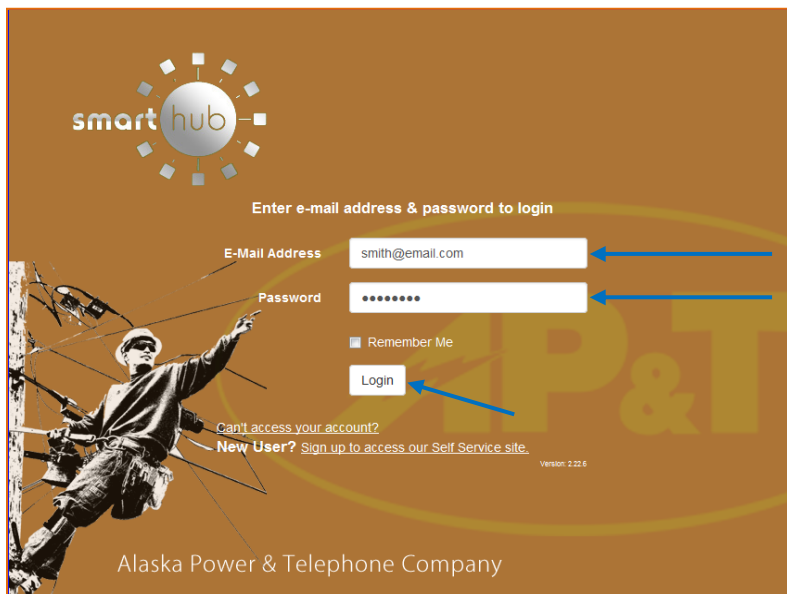 smart hub
Enter e-mail address & password to login
E-Mail Address smith@email.com
Password ••••••••
Remember Me
Login
Can't access your account?
New User? Sign up to access our Self Service site.
Version: 2.22.6
AP&T
Alaska Power & Telephone Company